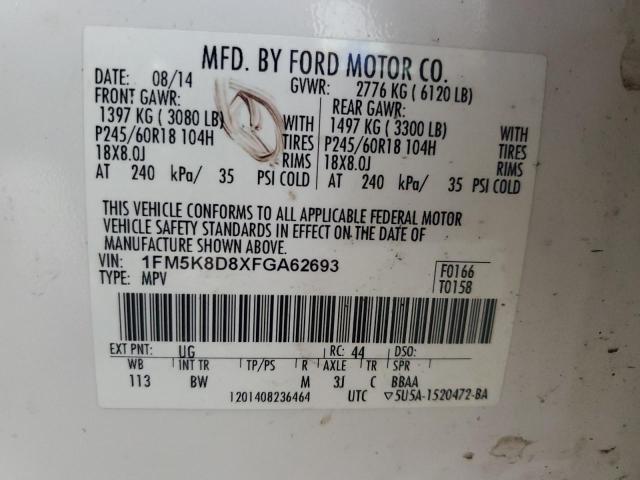 MFD. BY FORD MOTOR CO.
DATE: 08/14 GVWR: 2776 KG ( 6120 LB)
FRONT GAWR: REAR GAWR:
1397 KG ( 3080 LB) WITH 1497 KG ( 3300 LB) WITH
P245/60R18 104H TIRES P245/60R18 104H TIRES
18X8.0J RIMS 18X8.0J RIMS
AT 240 kPa/ 35 PSI COLD AT 240 kPa/ 35 PSI COLD
THIS VEHICLE CONFORMS TO ALL APPLICABLE FEDERAL MOTOR
VEHICLE SAFETY STANDARDS IN EFFECT ON THE DATE OF
MANUFACTURE SHOWN ABOVE.
VIN: 1FM5K8D8XFGA62693 F0166
TYPE: MPV T0158
EXT PNT: UG RC: 44 DSO:
WB INT TR TP/PS R AXLE TR SPR
113 BW M 3J C BBAA
1201408236464 UTC ▽5U5A-1520472-BA